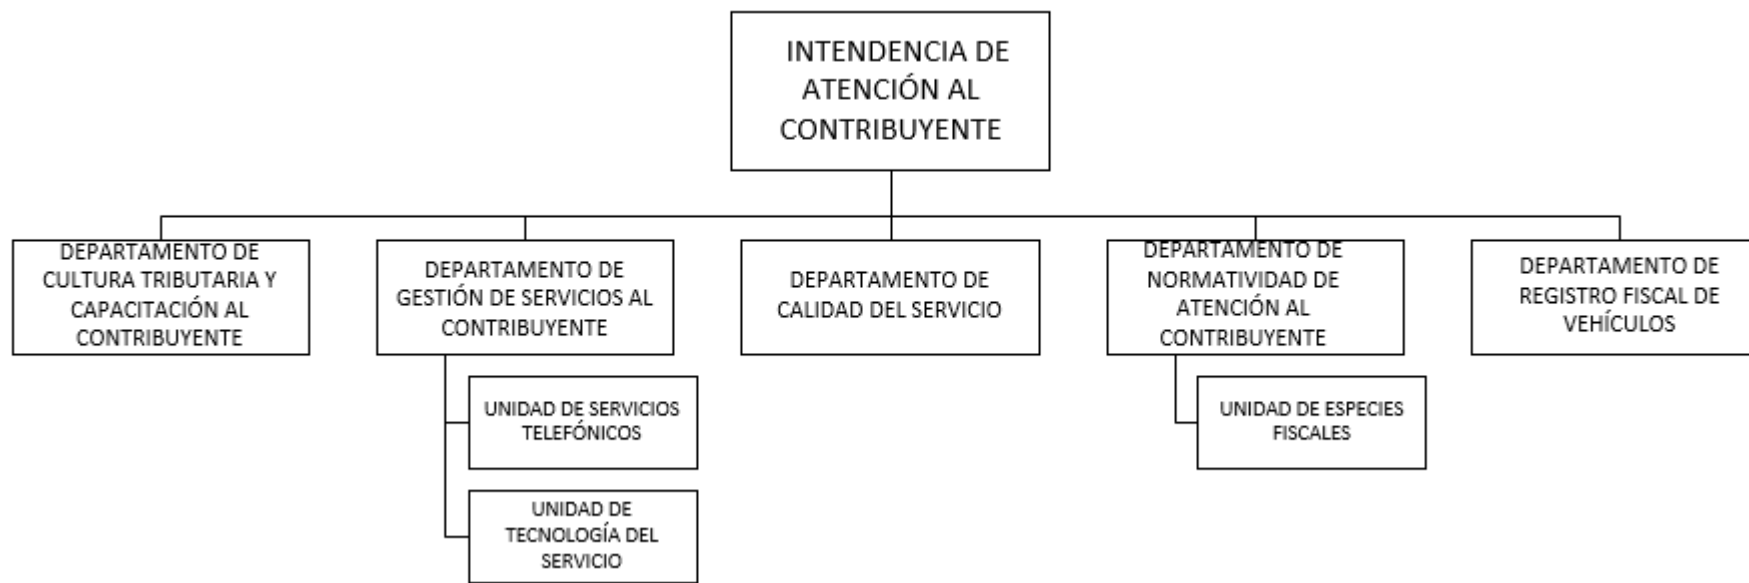 INTENDENCIA DE
ATENCIÓN AL
CONTRIBUYENTE
DEPARTAMENTO DE
CULTURA TRIBUTARIA Y
CAPACITACIÓN AL
CONTRIBUYENTE
DEPARTAMENTO DE
GESTIÓN DE SERVICIOS AL
CONTRIBUYENTE
DEPARTAMENTO DE
CALIDAD DEL SERVICIO
DEPARTAMENTO DE
NORMATIVIDAD DE
ATENCIÓN AL
CONTRIBUYENTE
DEPARTAMENTO DE
REGISTRO FISCAL DE
VEHÍCULOS
UNIDAD DE SERVICIOS
TELEFÓNICOS
UNIDAD DE
TECNOLOGÍA DEL
SERVICIO
UNIDAD DE ESPECIES
FISCALES